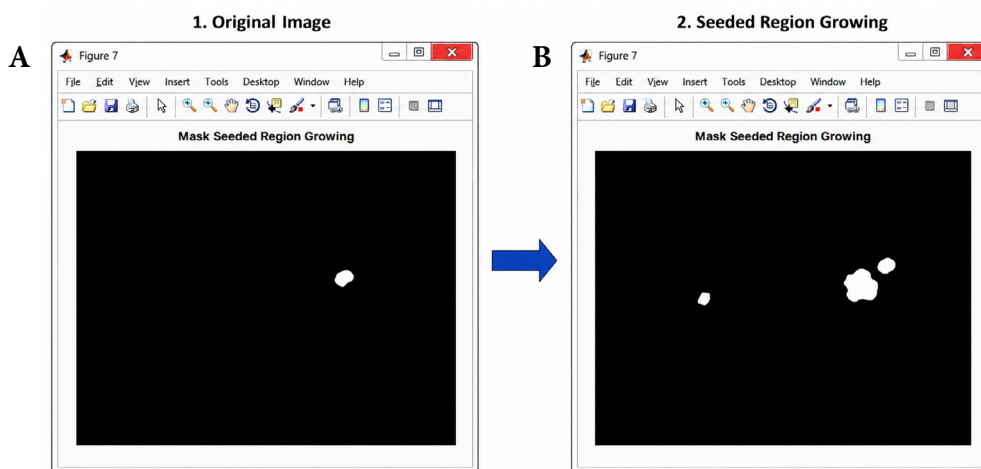 1. Original Image
A
Figure 7
File Edit View Insert Tools Desktop Window Help
Mask Seeded Region Growing
2. Seeded Region Growing
B
Figure 7
File Edit View Insert Tools Desktop Window Help
Mask Seeded Region Growing